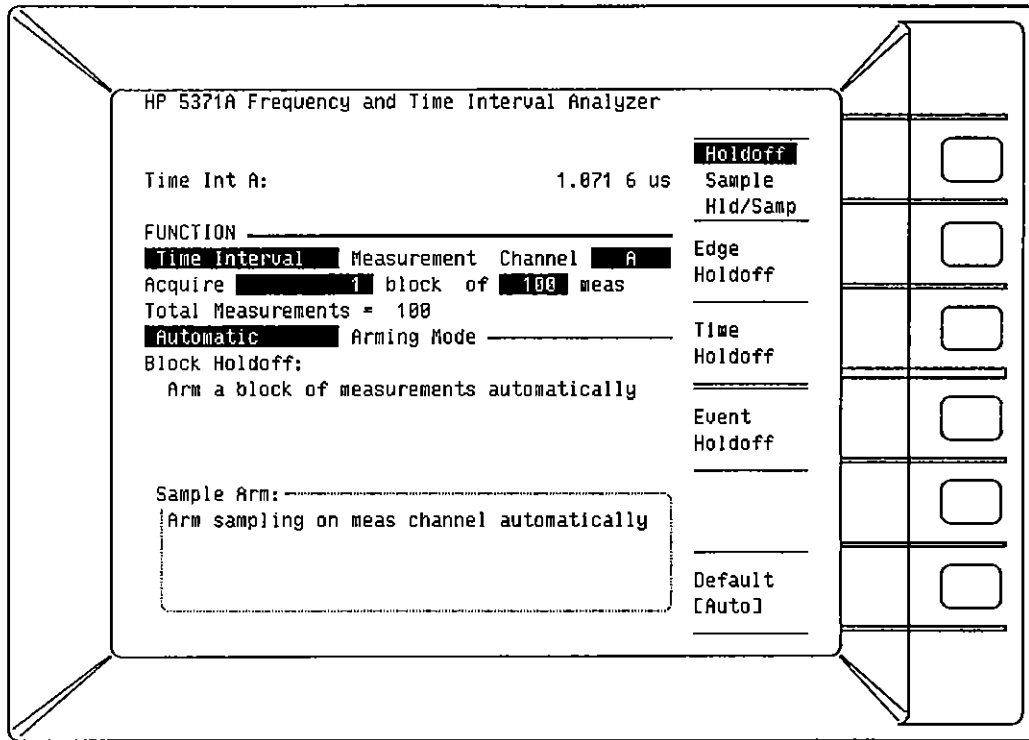 HP 5371A Frequency and Time Interval Analyzer
Time Int A: 1.071 6 us
FUNCTION
Time Interval Measurement Channel A
Acquire 1 block of 100 meas
Total Measurements = 100
Automatic Arming Mode
Block Holdoff:
Arm a block of measurements automatically
Sample Arm:
Arm sampling on meas channel automatically
Holdoff
Sample
Hld/Samp
Edge
Holdoff
Time
Holdoff
Event
Holdoff
Default
[Auto]